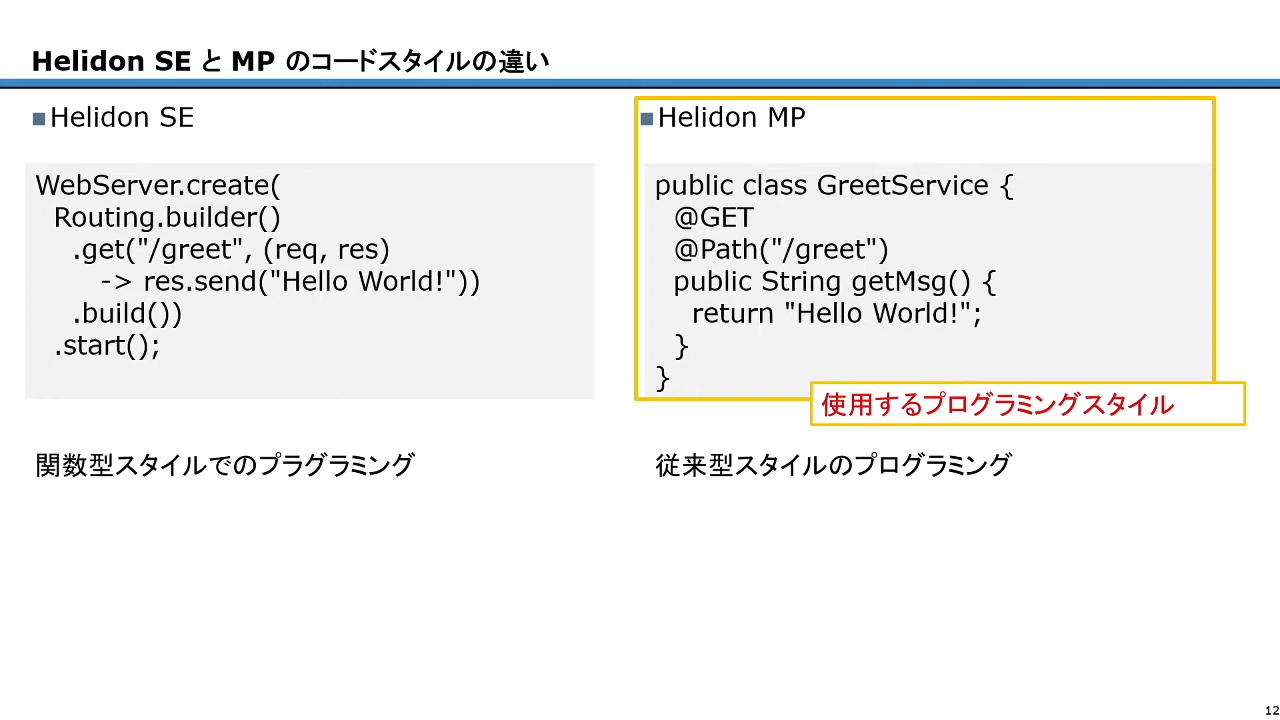 Helidon SE と MP のコードスタイルの違い
Helidon SE
WebServer.create(
Routing.builder()
.get("/greet", (req, res)
-> res.send("Hello World!"))
.build())
.start();
関数型スタイルでのプラグラミング
Helidon MP
public class GreetService {
@GET
@Path("/greet")
public String getMsg() {
return "Hello World!";
}
}
使用するプログラミングスタイル
従来型スタイルのプログラミング
12